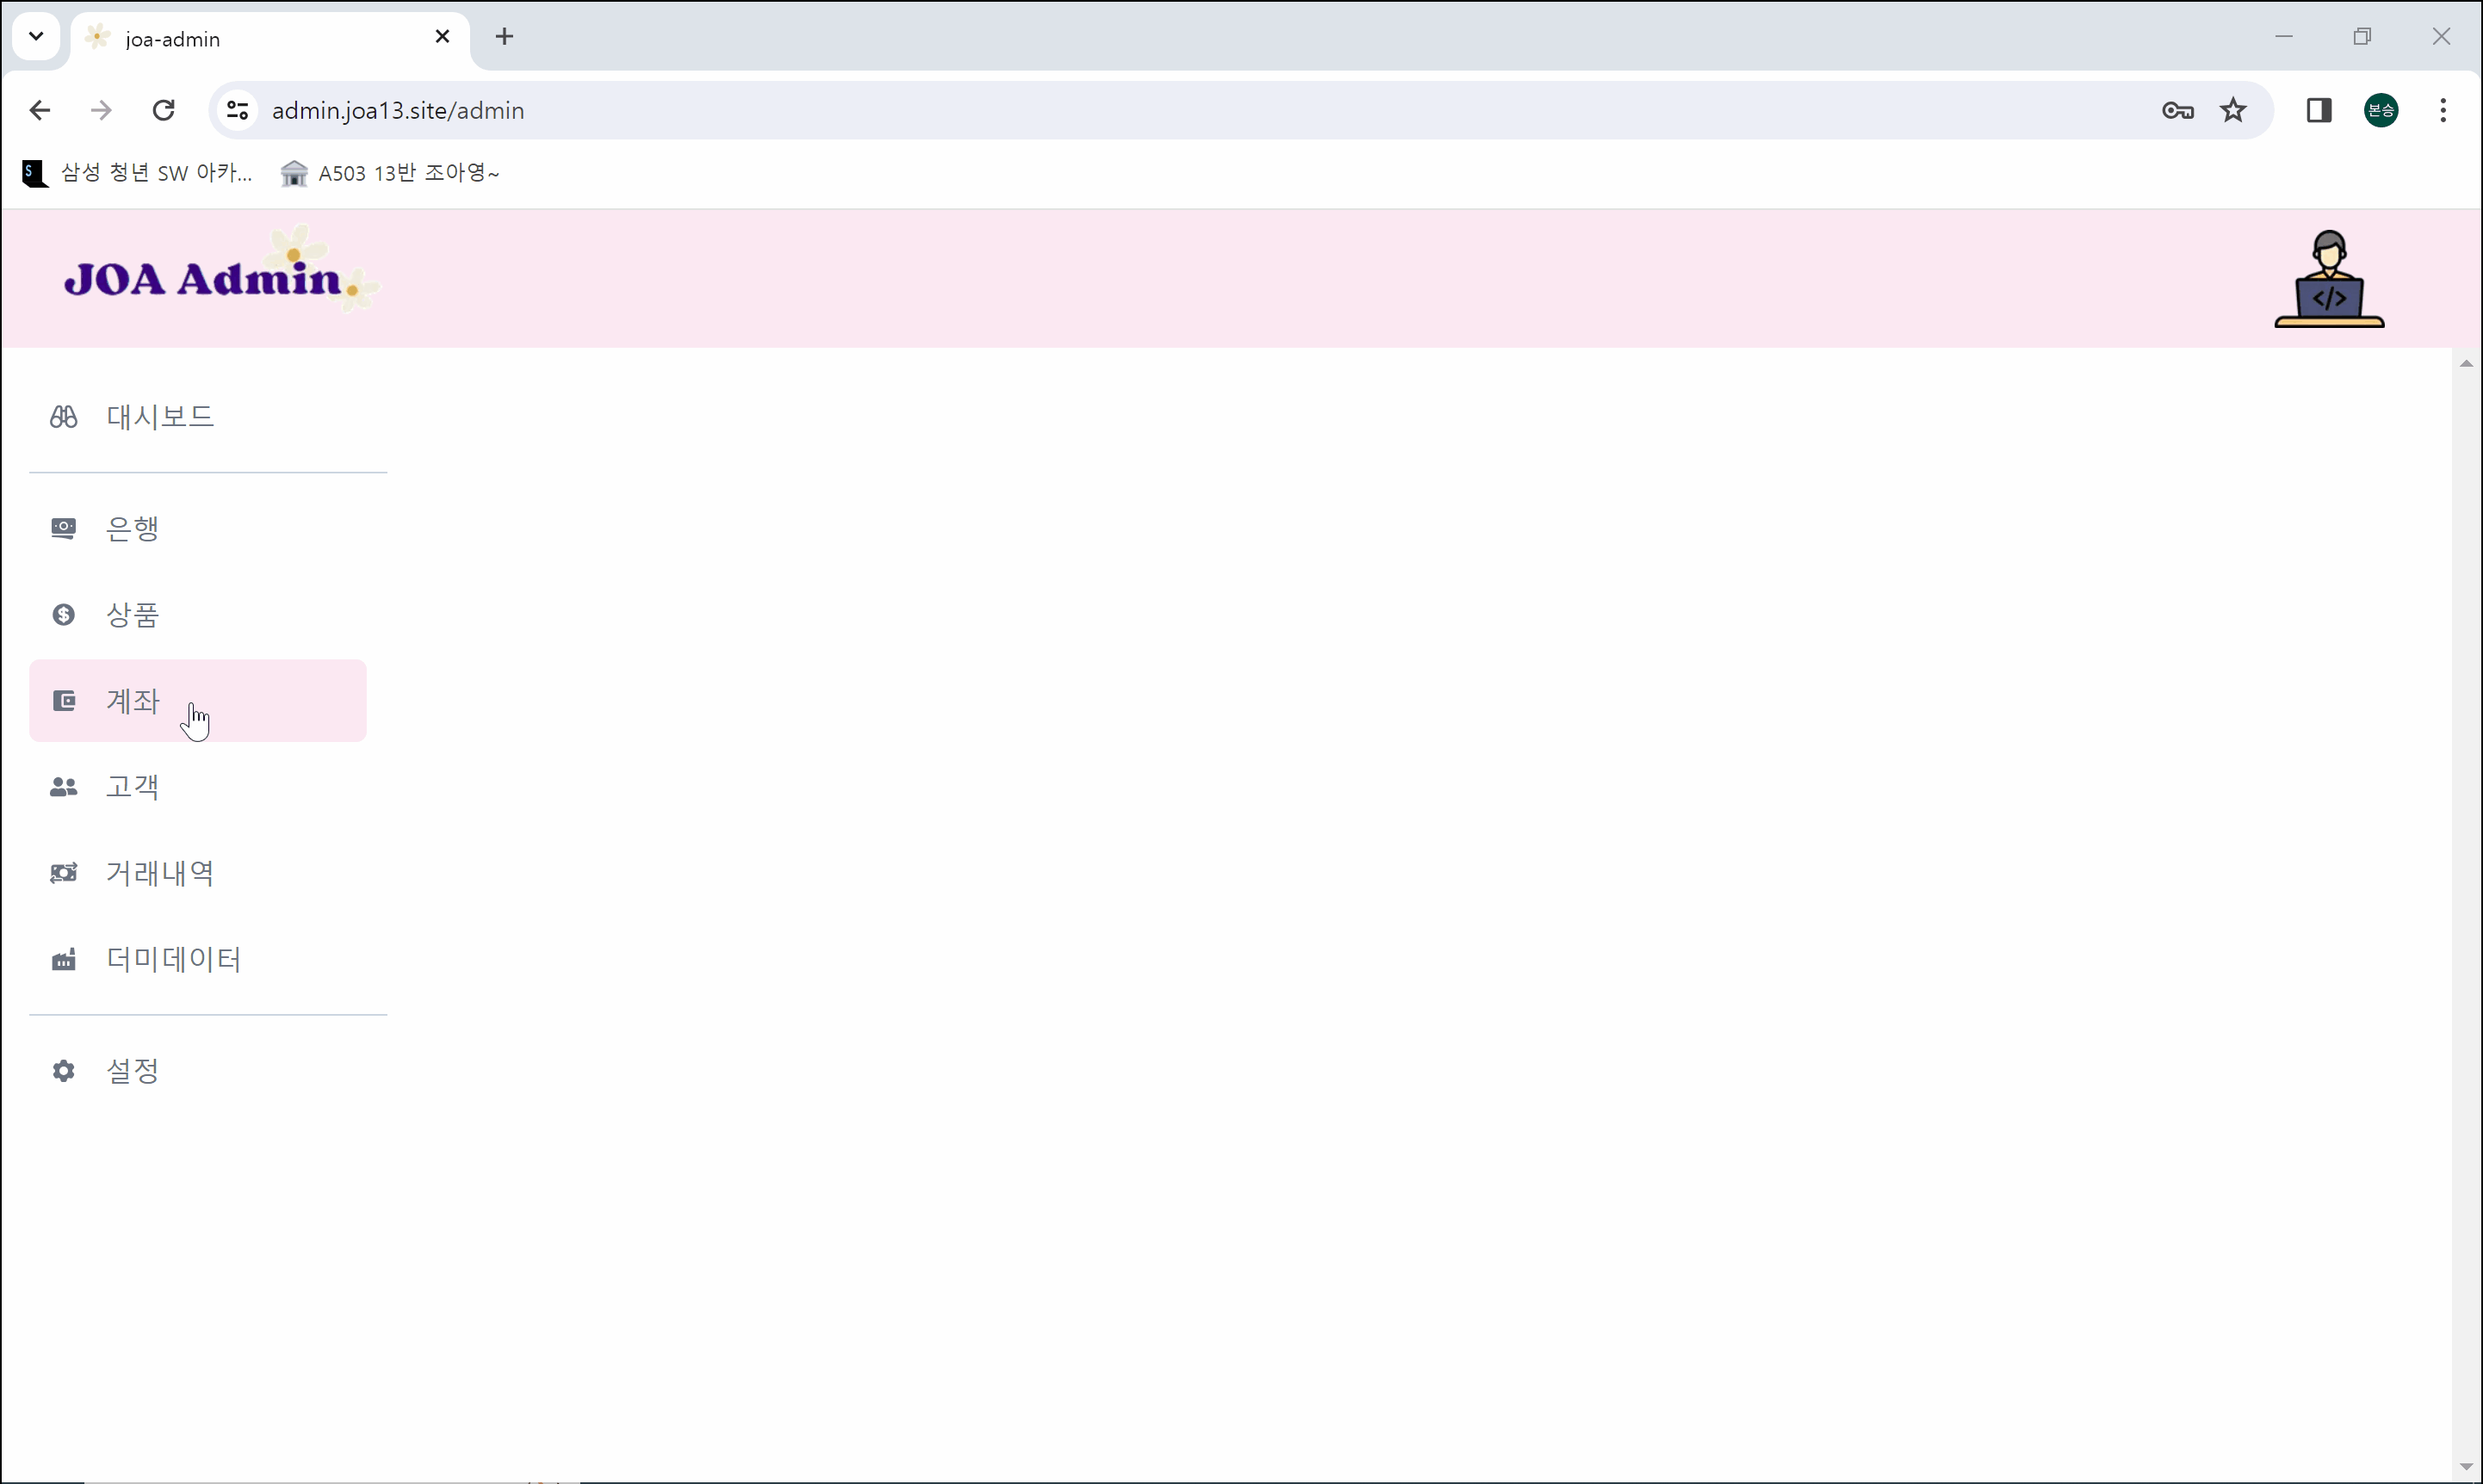 joa-admin
admin.joa13.site/admin
본승
삼성 청년 SW 아카...
A503 13반 조아영~
JOA Admin
</>
대시보드
은행
상품
계좌
고객
거래내역
더미데이터
설정